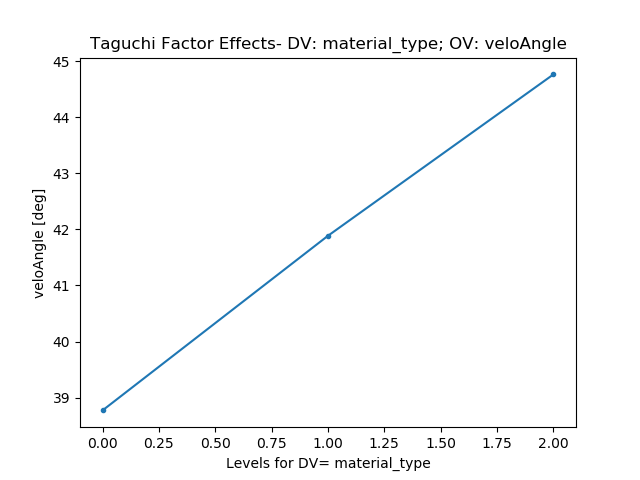 Taguchi Factor Effects- DV: material_type; OV: veloAngle
45
44
43
42
41
40
39
veloAngle [deg]
0.00 0.25 0.50 0.75 1.00 1.25 1.50 1.75 2.00
Levels for DV= material_type